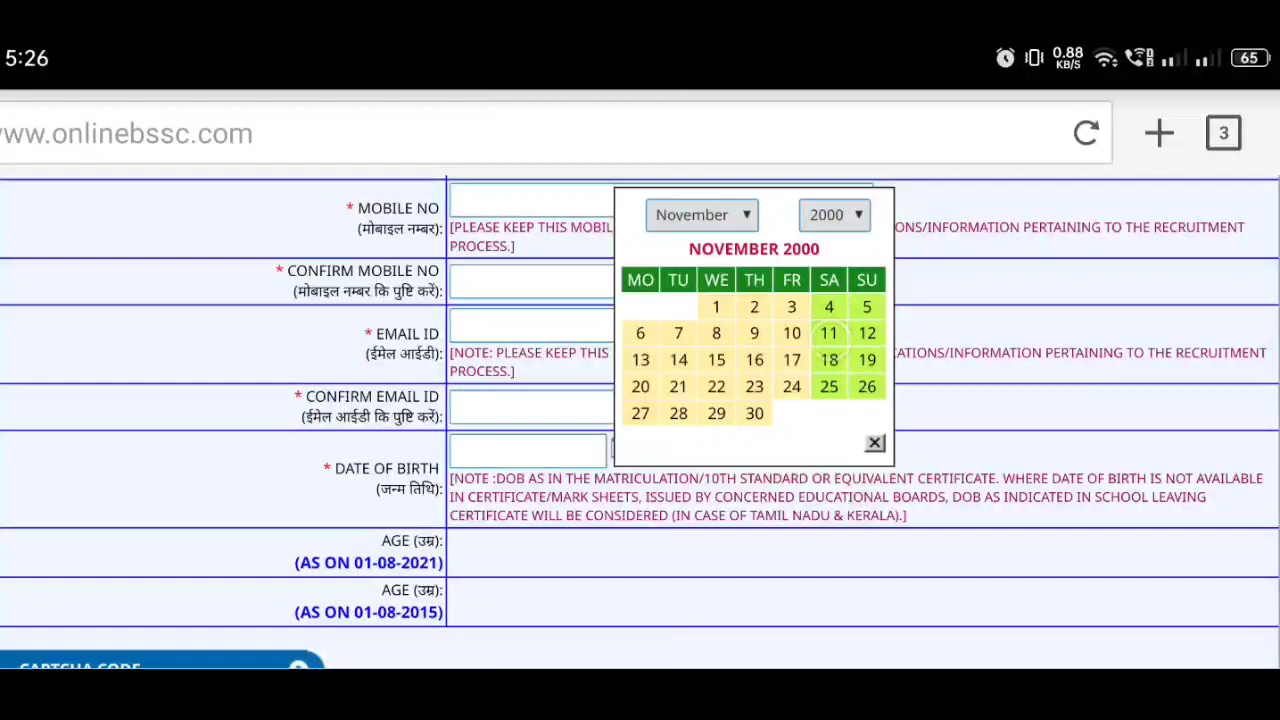 5:26
0.88
KB/S
65
www.onlinebssc.com
3
* MOBILE NO
(मोबाइल नम्बर):
[PLEASE KEEP THIS MOBIL
ONS/INFORMATION PERTAINING TO THE RECRUITMENT
PROCESS.]
* CONFIRM MOBILE NO
(मोबाइल नम्बर कि पुष्टि करें):
* EMAIL ID
(ईमेल आईडी):
[NOTE: PLEASE KEEP THIS
ATIONS/INFORMATION PERTAINING TO THE RECRUITMENT
PROCESS.]
* CONFIRM EMAIL ID
(ईमेल आईडी कि पुष्टि करें):
November 2000
NOVEMBER 2000
MO TU WE TH FR SA SU
1 2 3 4 5
6 7 8 9 10 11 12
13 14 15 16 17 18 19
20 21 22 23 24 25 26
27 28 29 30
* DATE OF BIRTH
(जन्म तिथि):
[NOTE :DOB AS IN THE MATRICULATION/10TH STANDARD OR EQUIVALENT CERTIFICATE. WHERE DATE OF BIRTH IS NOT AVAILABLE
IN CERTIFICATE/MARK SHEETS, ISSUED BY CONCERNED EDUCATIONAL BOARDS, DOB AS INDICATED IN SCHOOL LEAVING
CERTIFICATE WILL BE CONSIDERED (IN CASE OF TAMIL NADU & KERALA).]
AGE (उम्र):
(AS ON 01-08-2021)
AGE (उम्र):
(AS ON 01-08-2015)
CAPTCHA CODE